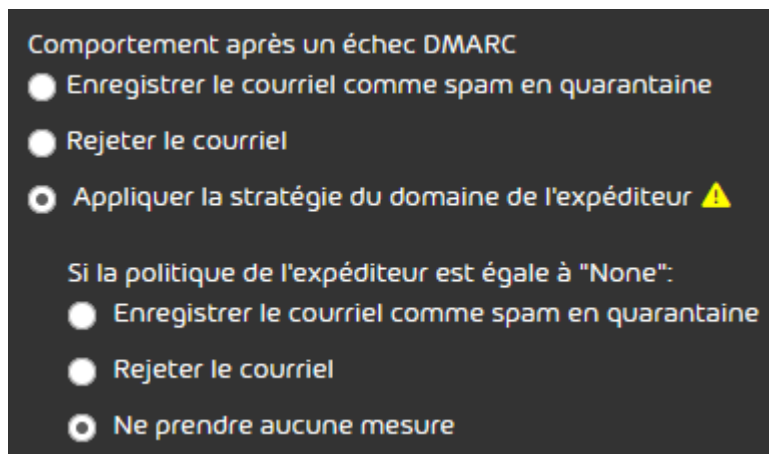 Comportement après un échec DMARC
Enregistrer le courriel comme spam en quarantaine
Rejeter le courriel
Appliquer la stratégie du domaine de l'expéditeur
Si la politique de l'expéditeur est égale à "None":
Enregistrer le courriel comme spam en quarantaine
Rejeter le courriel
Ne prendre aucune mesure